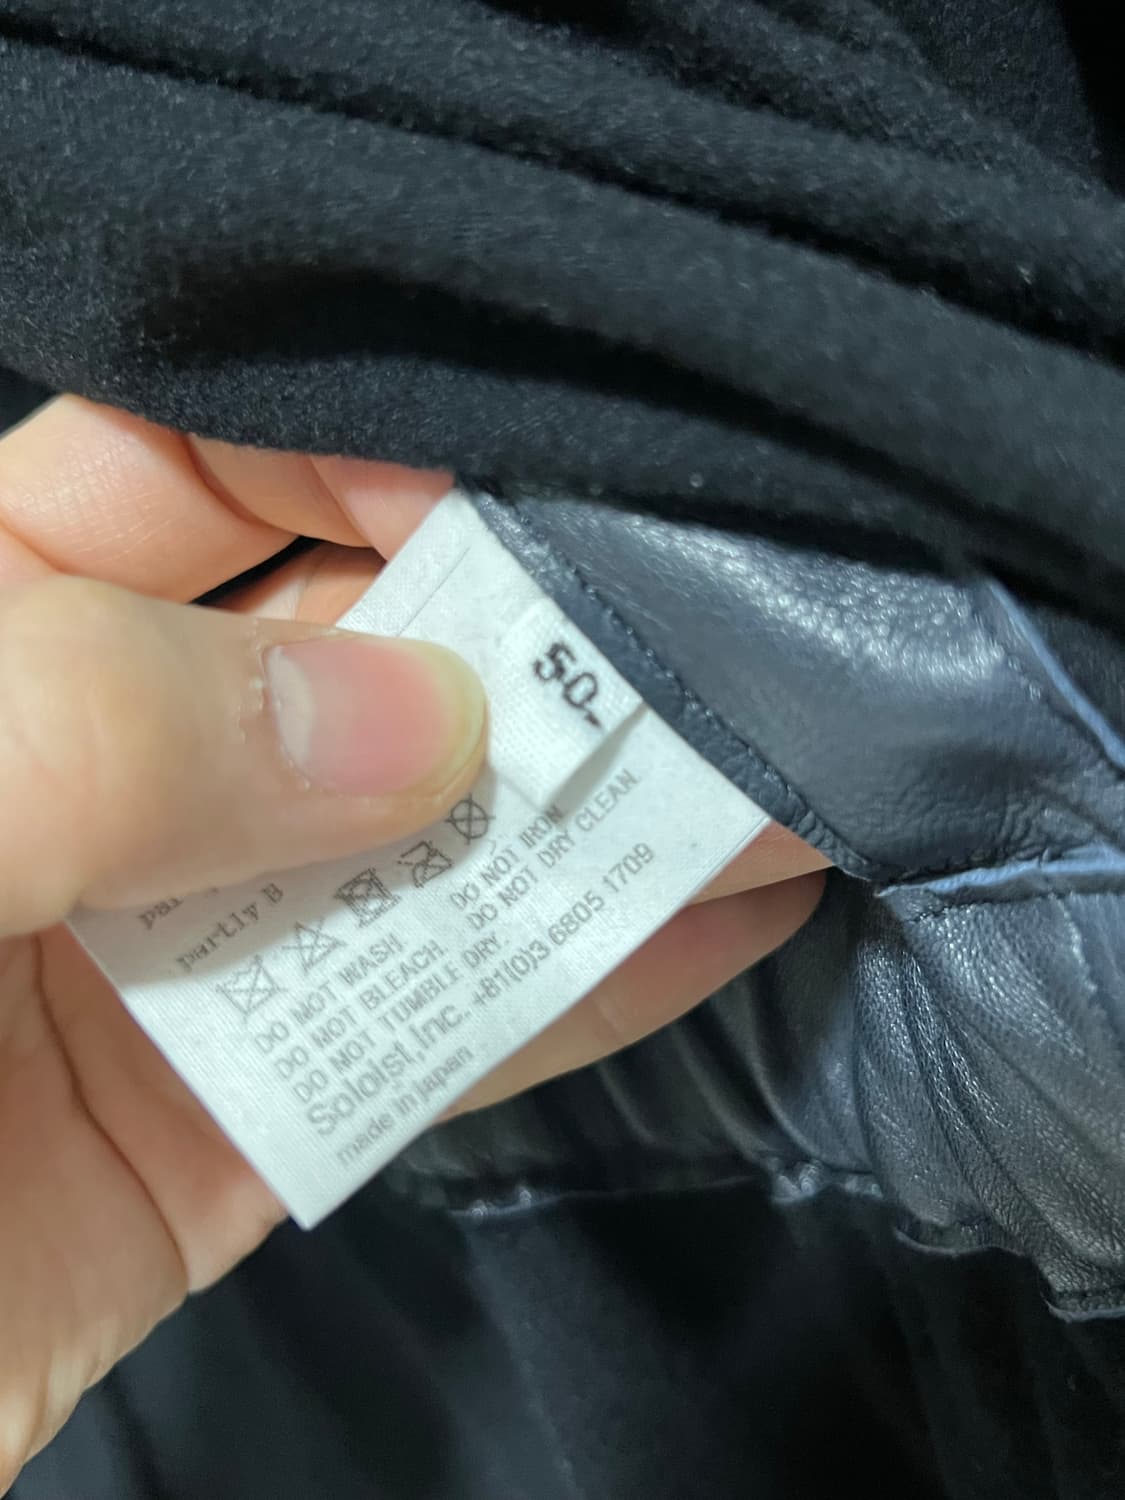 50-
partly B
DO NOT WASH
DO NOT BLEACH DO NOT IRON
DO NOT TUMBLE DRY. DO NOT DRY CLEAN
Soloist,Inc. +81(0)3 6805 1709
made in japan